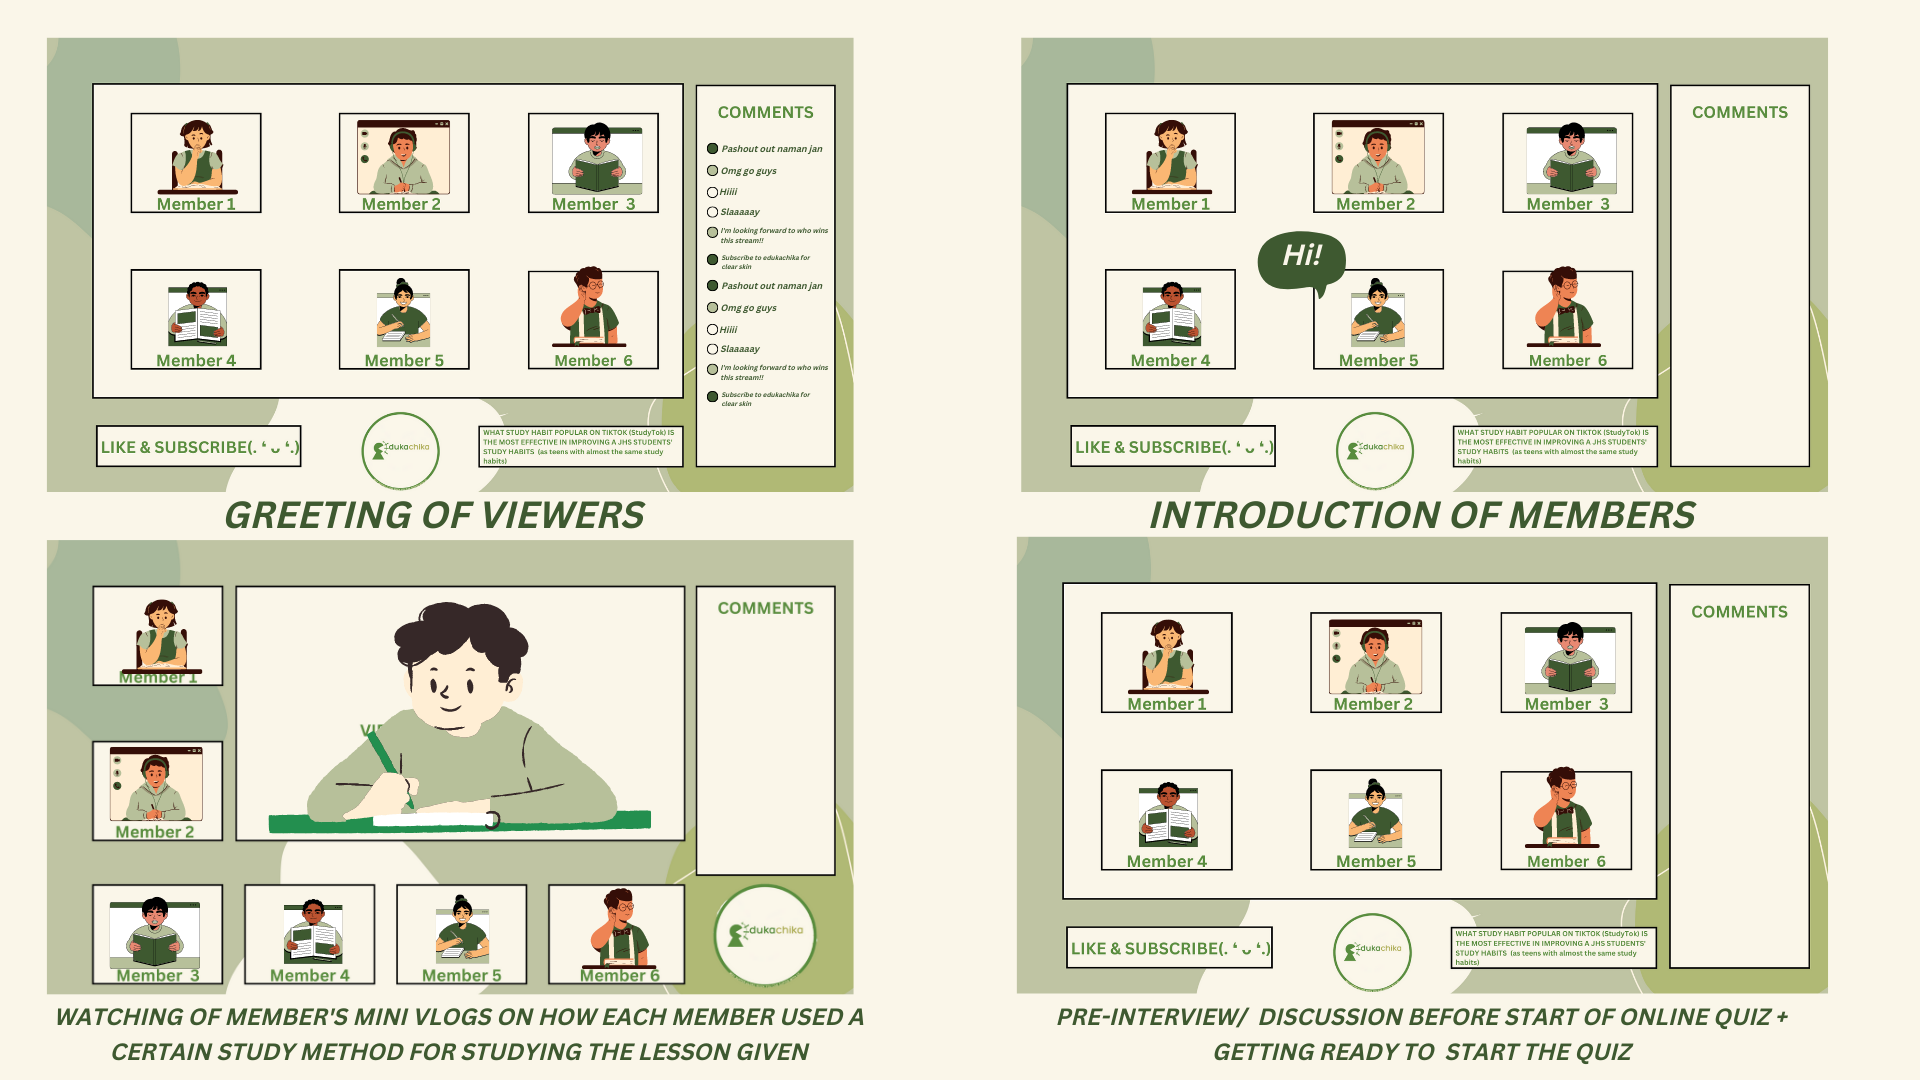 Member 1
Member 2
Member 3
Member 4
Member 5
Member 6
COMMENTS
Pashout out naman jan
Omg go guys
Hiiii
Slaaaay
I'm looking forward to who wins
this stream!!
Subscribe to edukachika for
clear skin
Pashout out naman jan
Omg go guys
Hiiii
Slaaaay
I'm looking forward to who wins
this stream!!
Subscribe to edukachika for
clear skin
LIKE & SUBSCRIBE(. ❛ ᴗ ❛.)
dukachika
WHAT STUDY HABIT POPULAR ON TIKTOK (StudyTok) IS
THE MOST EFFECTIVE IN IMPROVING A JHS STUDENTS'
STUDY HABITS (as teens with almost the same study
habits)
GREETING OF VIEWERS
Member 1
Member 2
Member 3
Hi!
Member 4
Member 5
Member 6
COMMENTS
LIKE & SUBSCRIBE(. ❛ ᴗ ❛.)
dukachika
WHAT STUDY HABIT POPULAR ON TIKTOK (StudyTok) IS
THE MOST EFFECTIVE IN IMPROVING A JHS STUDENTS'
STUDY HABITS (as teens with almost the same study
habits)
INTRODUCTION OF MEMBERS
Member 1
COMMENTS
Member 2
Member 3
Member 4
Member 5
Member 6
dukachika
WATCHING OF MEMBER'S MINI VLOGS ON HOW EACH MEMBER USED A
CERTAIN STUDY METHOD FOR STUDYING THE LESSON GIVEN
Member 1
Member 2
Member 3
Member 4
Member 5
Member 6
COMMENTS
LIKE & SUBSCRIBE(. ❛ ᴗ ❛.)
dukachika
WHAT STUDY HABIT POPULAR ON TIKTOK (StudyTok) IS
THE MOST EFFECTIVE IN IMPROVING A JHS STUDENTS'
STUDY HABITS (as teens with almost the same study
habits)
PRE-INTERVIEW/ DISCUSSION BEFORE START OF ONLINE QUIZ +
GETTING READY TO START THE QUIZ